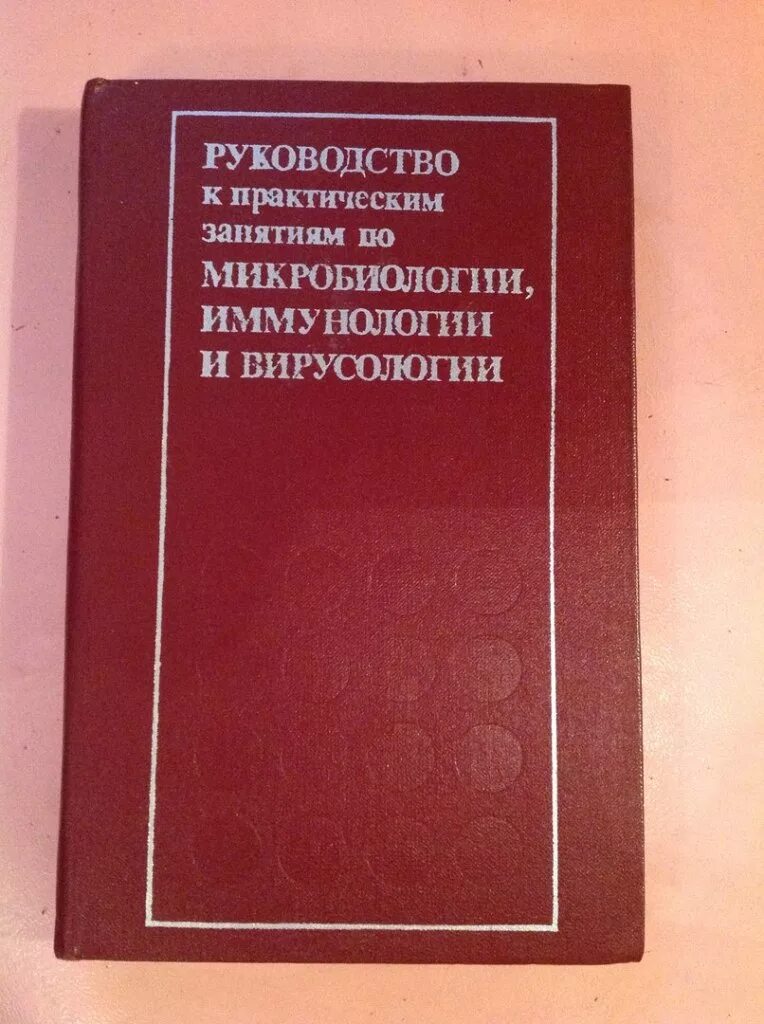 РУКОВОДСТВО
к практическим
занятиям по
МИКРОБИОЛОГИИ,
ИММУНОЛОГИИ
И ВИРУСОЛОГИИ